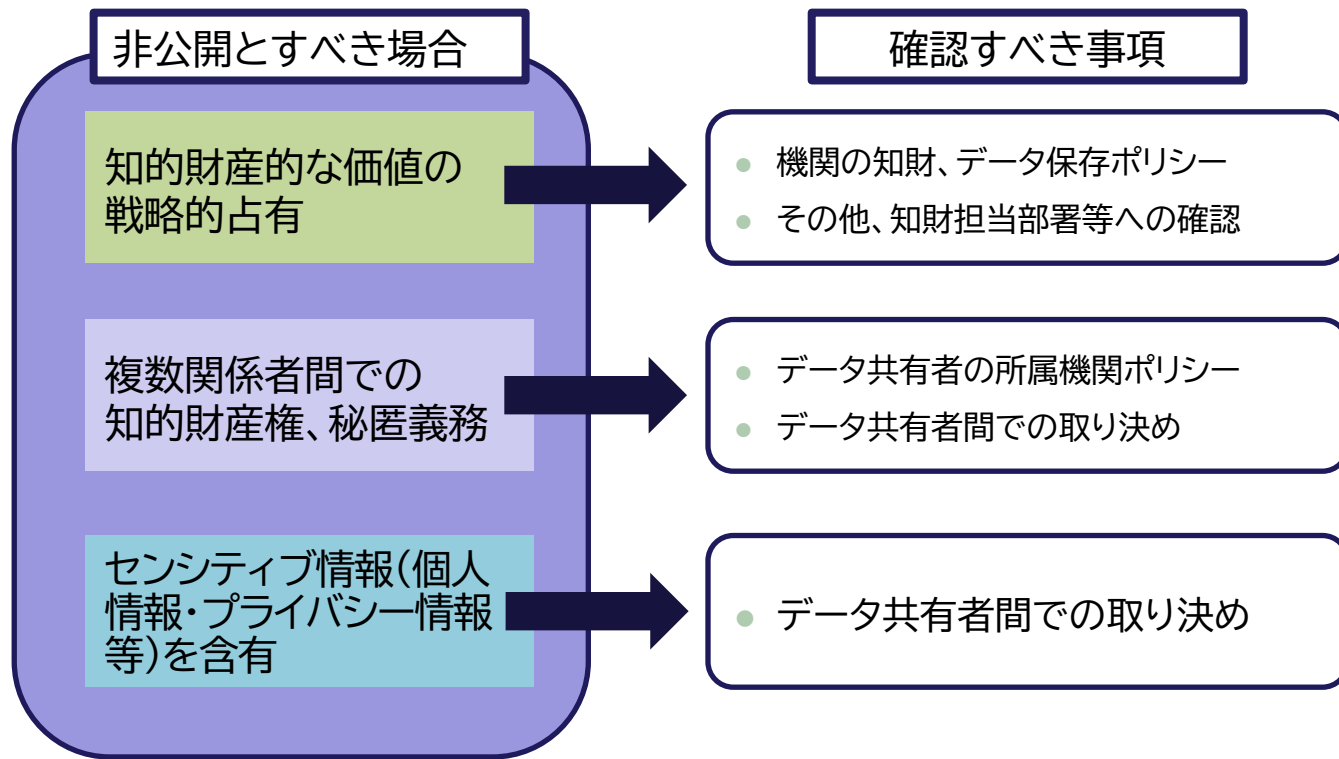 非公開とすべき場合
確認すべき事項
知的財産的な価値の
戦略的占有
機関の知財、データ保存ポリシー
その他、知財担当部署等への確認
複数関係者間での
知的財産権、秘匿義務
データ共有者の所属機関ポリシー
データ共有者間での取り決め
センシティブ情報(個人
情報・プライバシー情報
等)を含有
データ共有者間での取り決め